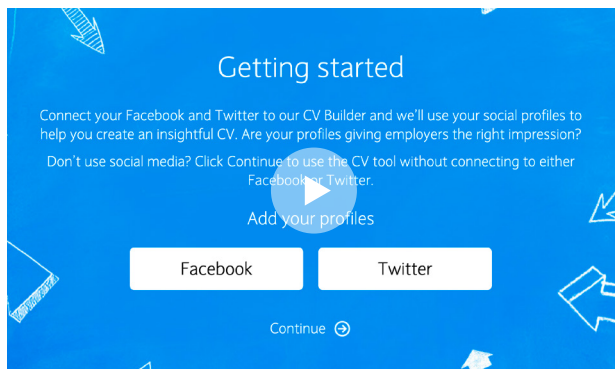 Getting started
Connect your Facebook and Twitter to our CV Builder and we'll use your social profiles to
help you create an insightful CV. Are your profiles giving employers the right impression?
Don't use social media? Click Continue to use the CV tool without connecting to either
Facebook or Twitter.
Add your profiles
Facebook Twitter
Continue